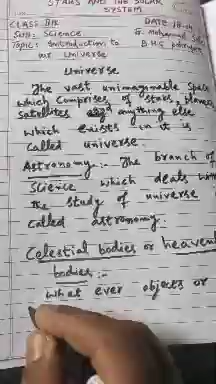 STARS AND THE SOLAR
SYSTEM
CLASS
DATE
Sub:- Science
Topic:- Introduction to
our Universe
B.H.S
Universe
The vast unimaginable space
which comprises of stars, planets
satellites and anything else
which exists in it is
called universe.
Astronomy:- The branch of
science which deals with
the study of universe
called astronomy.
Celestial bodies or heavenly
bodies:-
What ever objects or